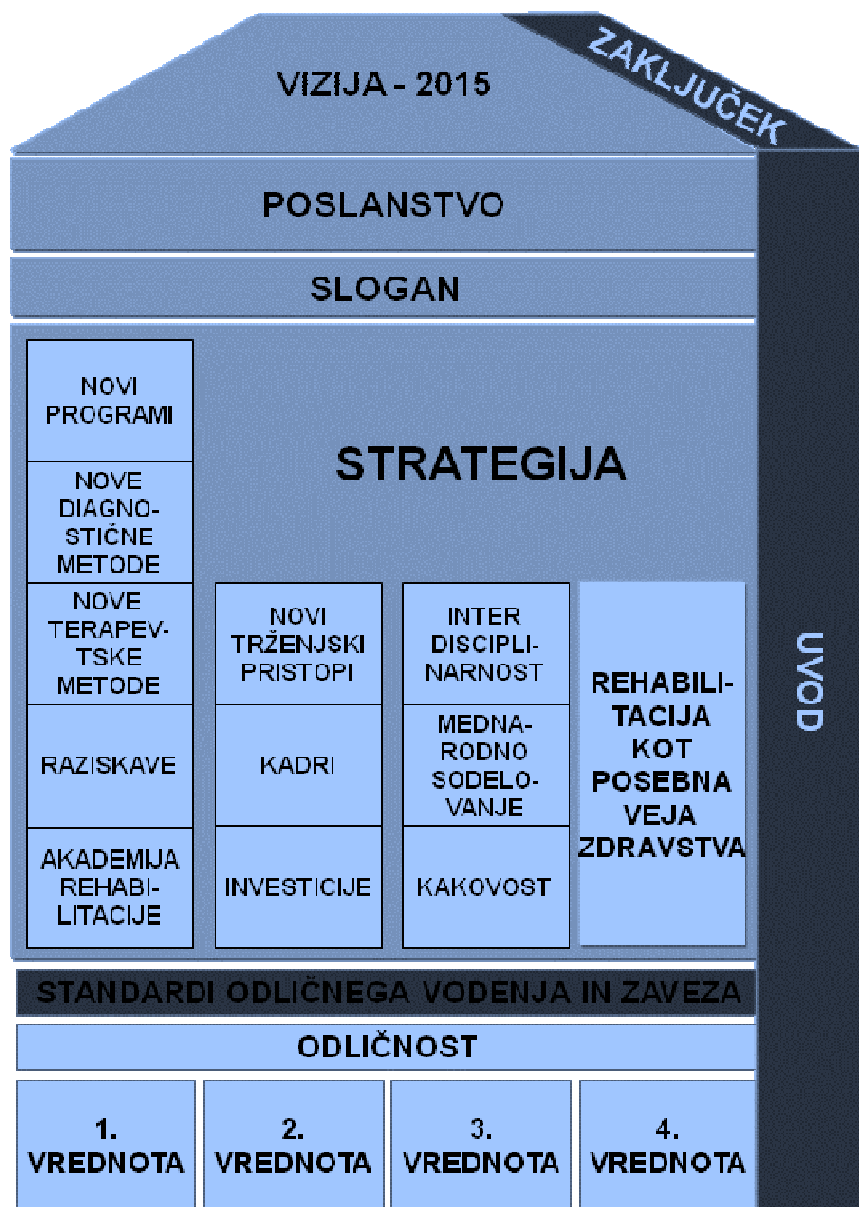 VIZIJA - 2015
ZAKLJUČEK
POSLANSTVO
SLOGAN
STRATEGIJA
NOVI
PROGRAMI
NOVE
DIAGNO-
STIČNE
METODE
NOVE
TERAPEV-
TSKE
METODE
RAZISKAVE
AKADEMIJA
REHABI-
LITACIJE
NOVI
TRŽENJSKI
PRISTOPI
KADRI
INVESTICIJE
INTER
DISCIPLI-
NARNOST
MEDNA-
RODNO
SODELO-
VANJE
KAKOVOST
REHABILI-
TACIJA
KOT
POSEBNA
VEJA
ZDRAVSTVA
UVOD
STANDARDI ODLIČNEGA VODENJA IN ZAVEZA
ODLIČNOST
1.
VREDNOTA
2.
VREDNOTA
3.
VREDNOTA
4.
VREDNOTA